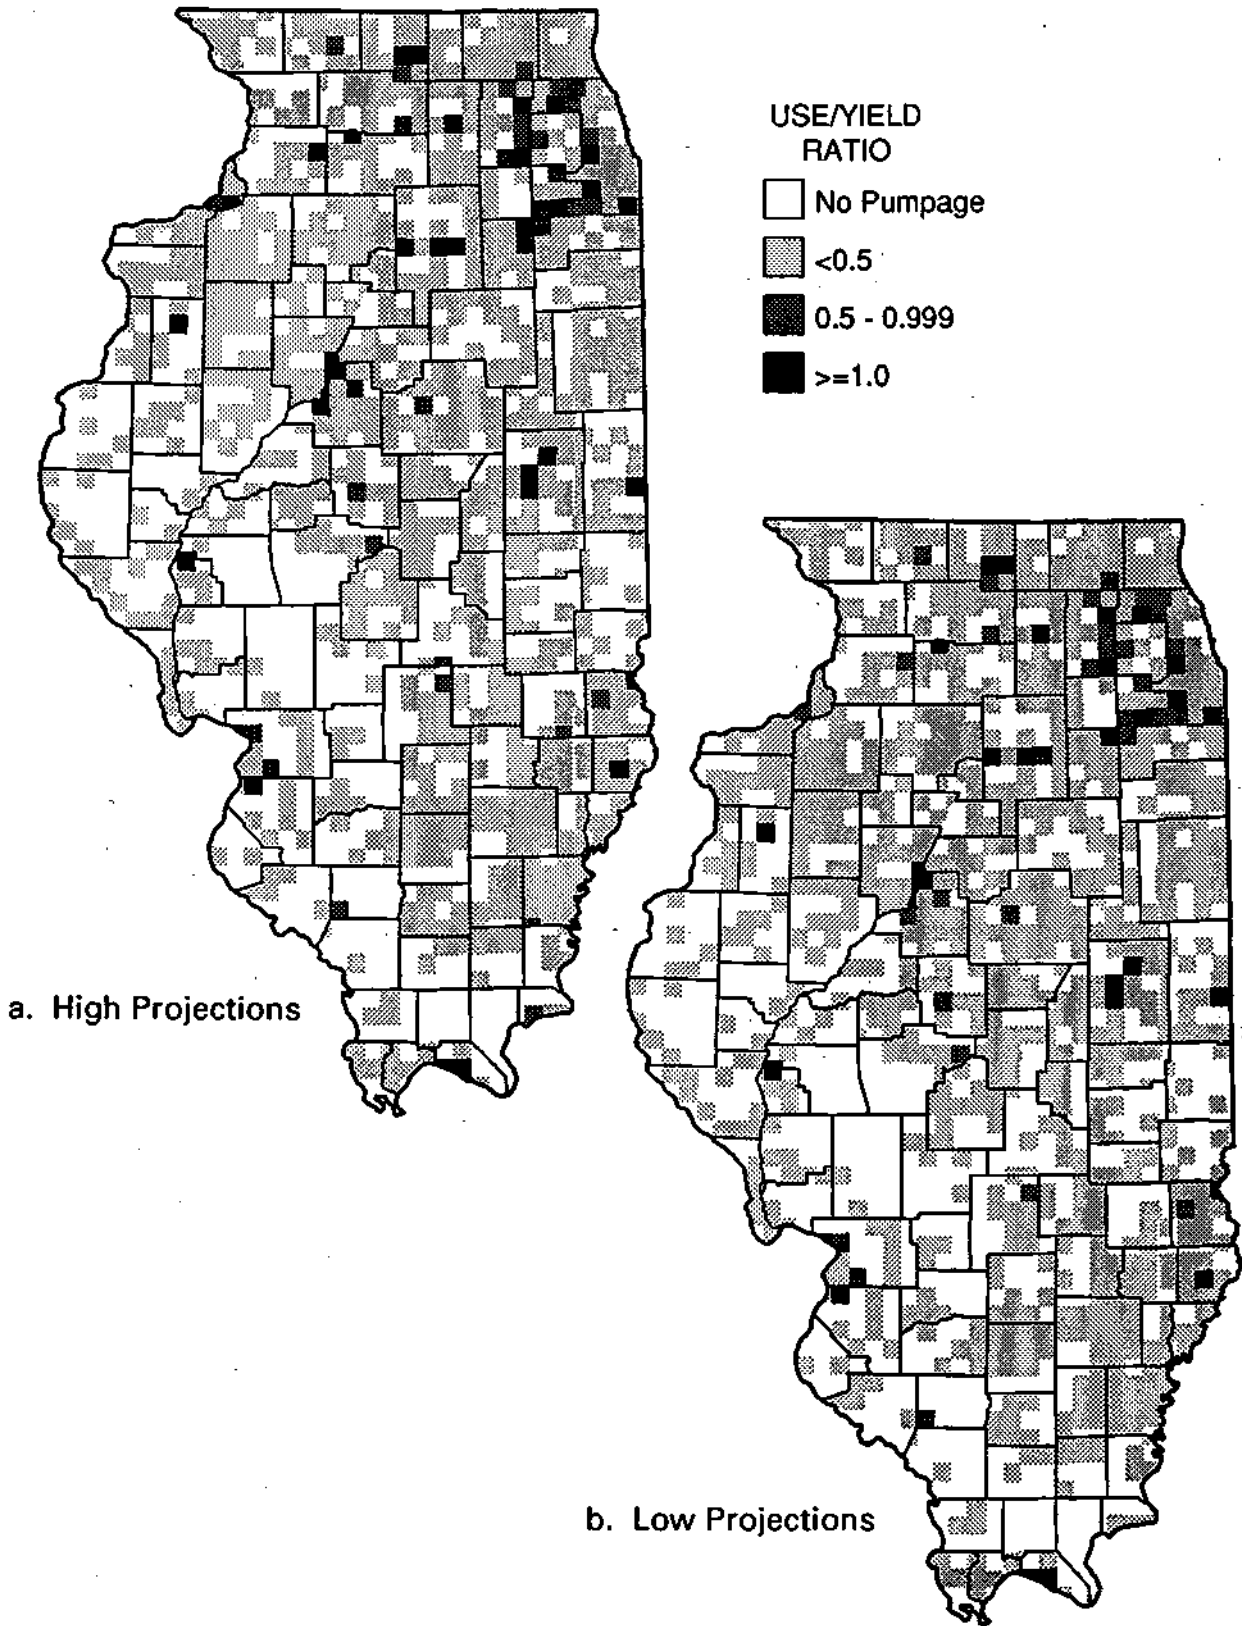 USE/YIELD
RATIO
No Pumpage
<0.5
0.5 - 0.999
>=1.0
a. High Projections
b. Low Projections